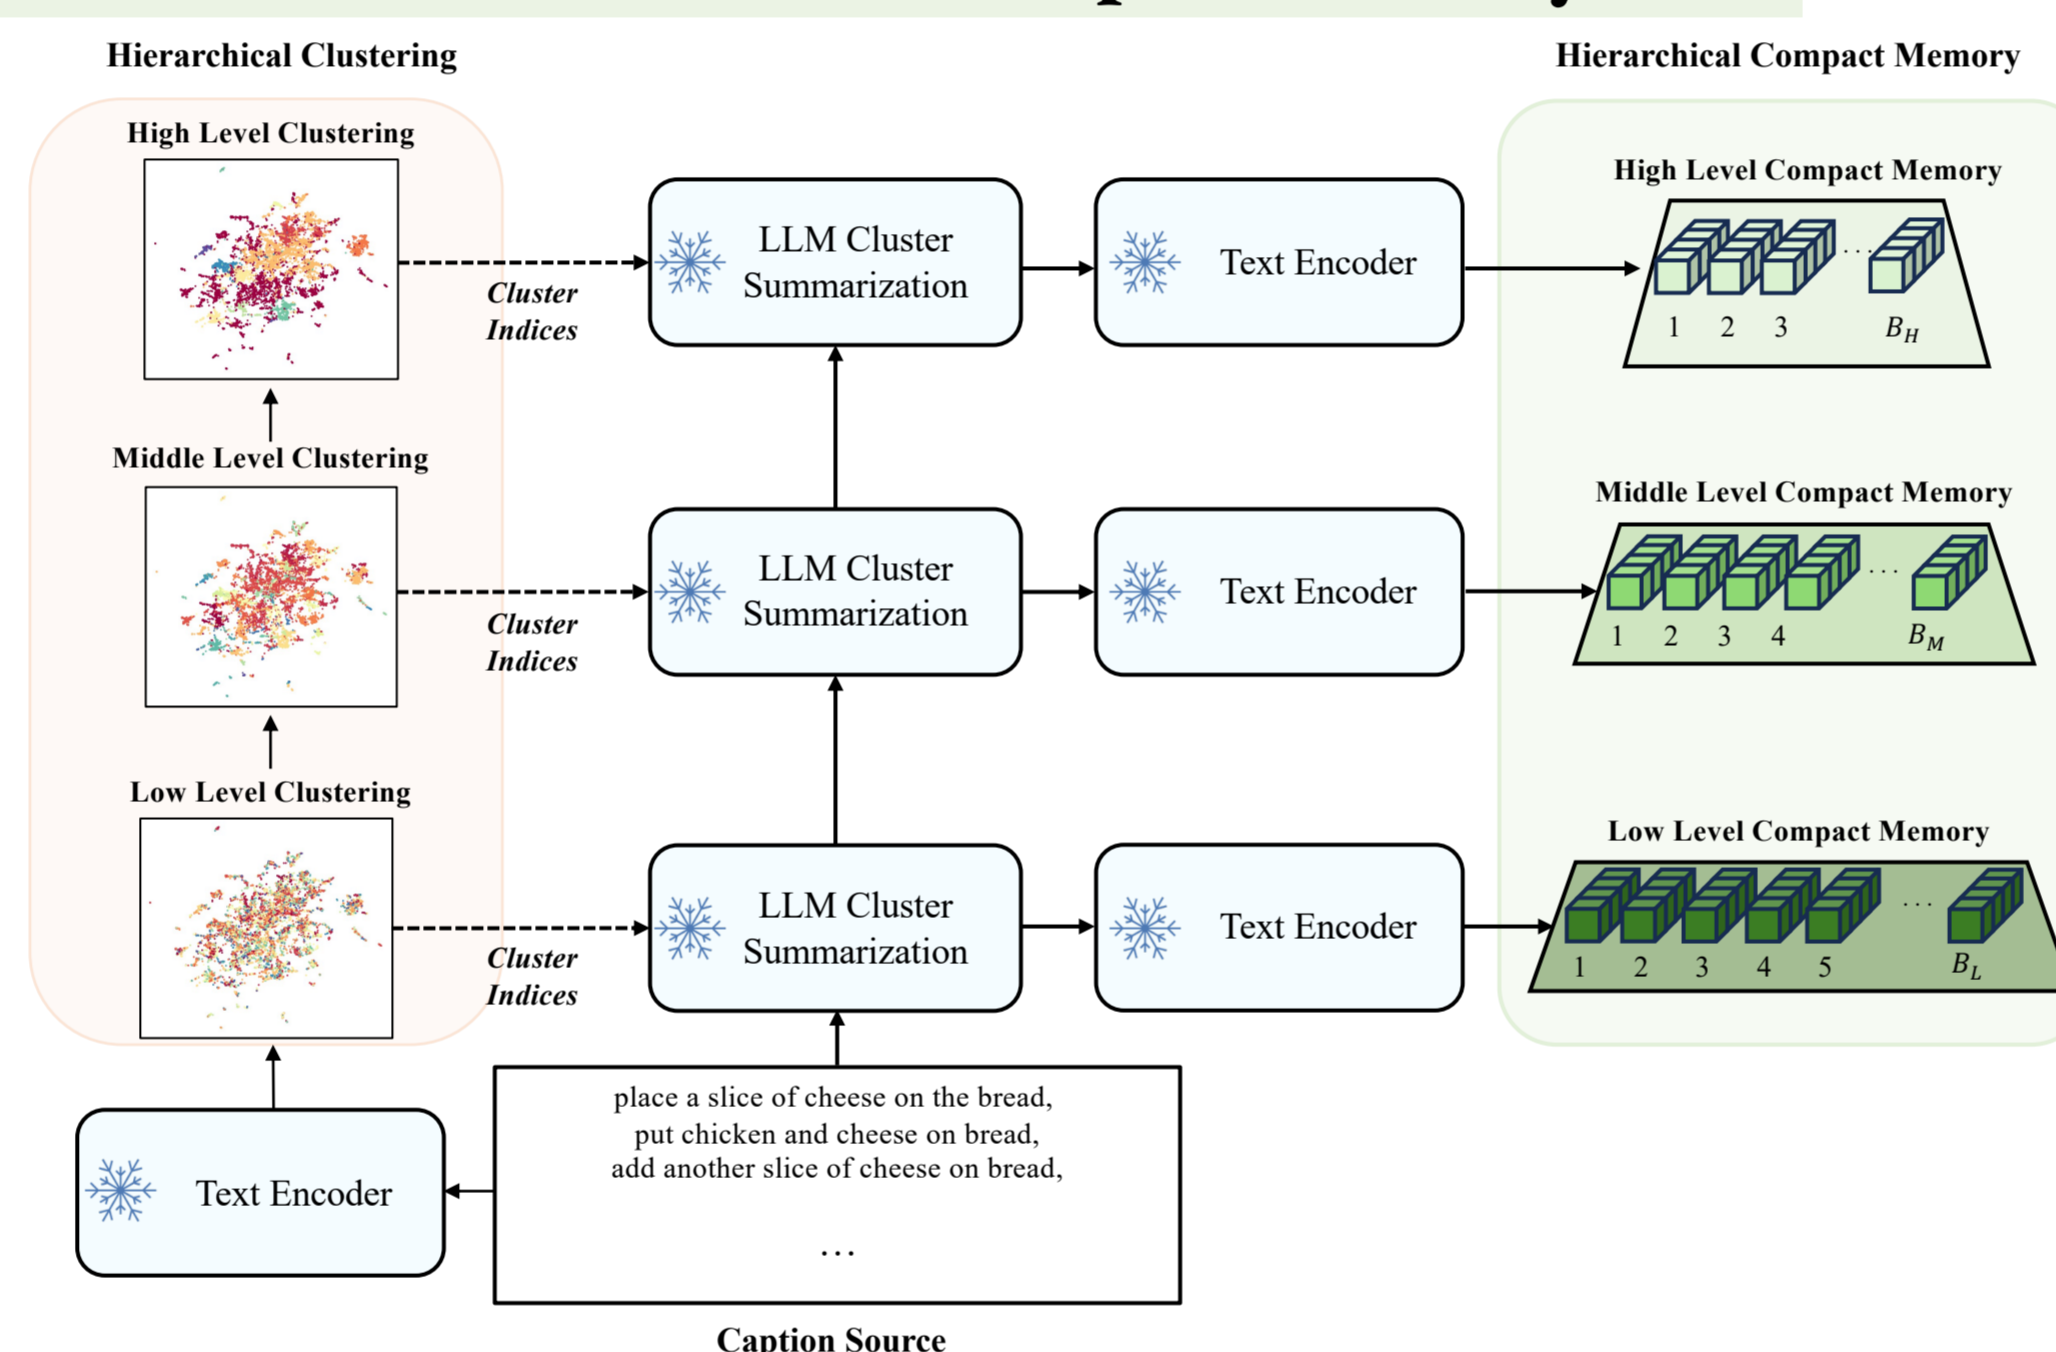 Hierarchical Clustering
Hierarchical Compact Memory
High Level Clustering
Cluster
Indices
LLM Cluster
Summarization
Text Encoder
High Level Compact Memory
...
1 2 3 B_H
Middle Level Clustering
Cluster
Indices
LLM Cluster
Summarization
Text Encoder
Middle Level Compact Memory
...
1 2 3 4 B_M
Low Level Clustering
Cluster
Indices
LLM Cluster
Summarization
Text Encoder
Low Level Compact Memory
...
1 2 3 4 5 B_L
Text Encoder
place a slice of cheese on the bread,
put chicken and cheese on bread,
add another slice of cheese on bread,
...
Caption Source